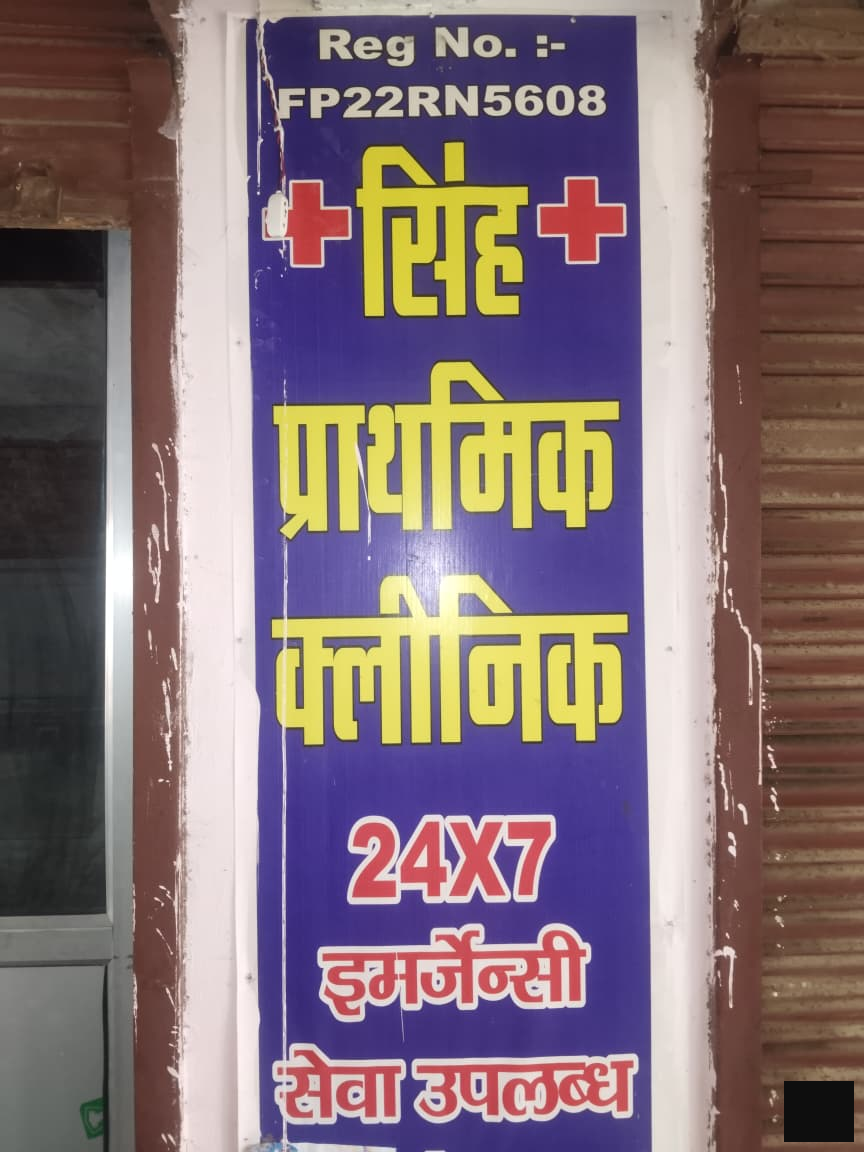 Reg No. :-
FP22RN5608
सिंह
प्राथमिक
क्लीनिक
24X7
इमर्जेन्सी
सेवा उपलब्ध